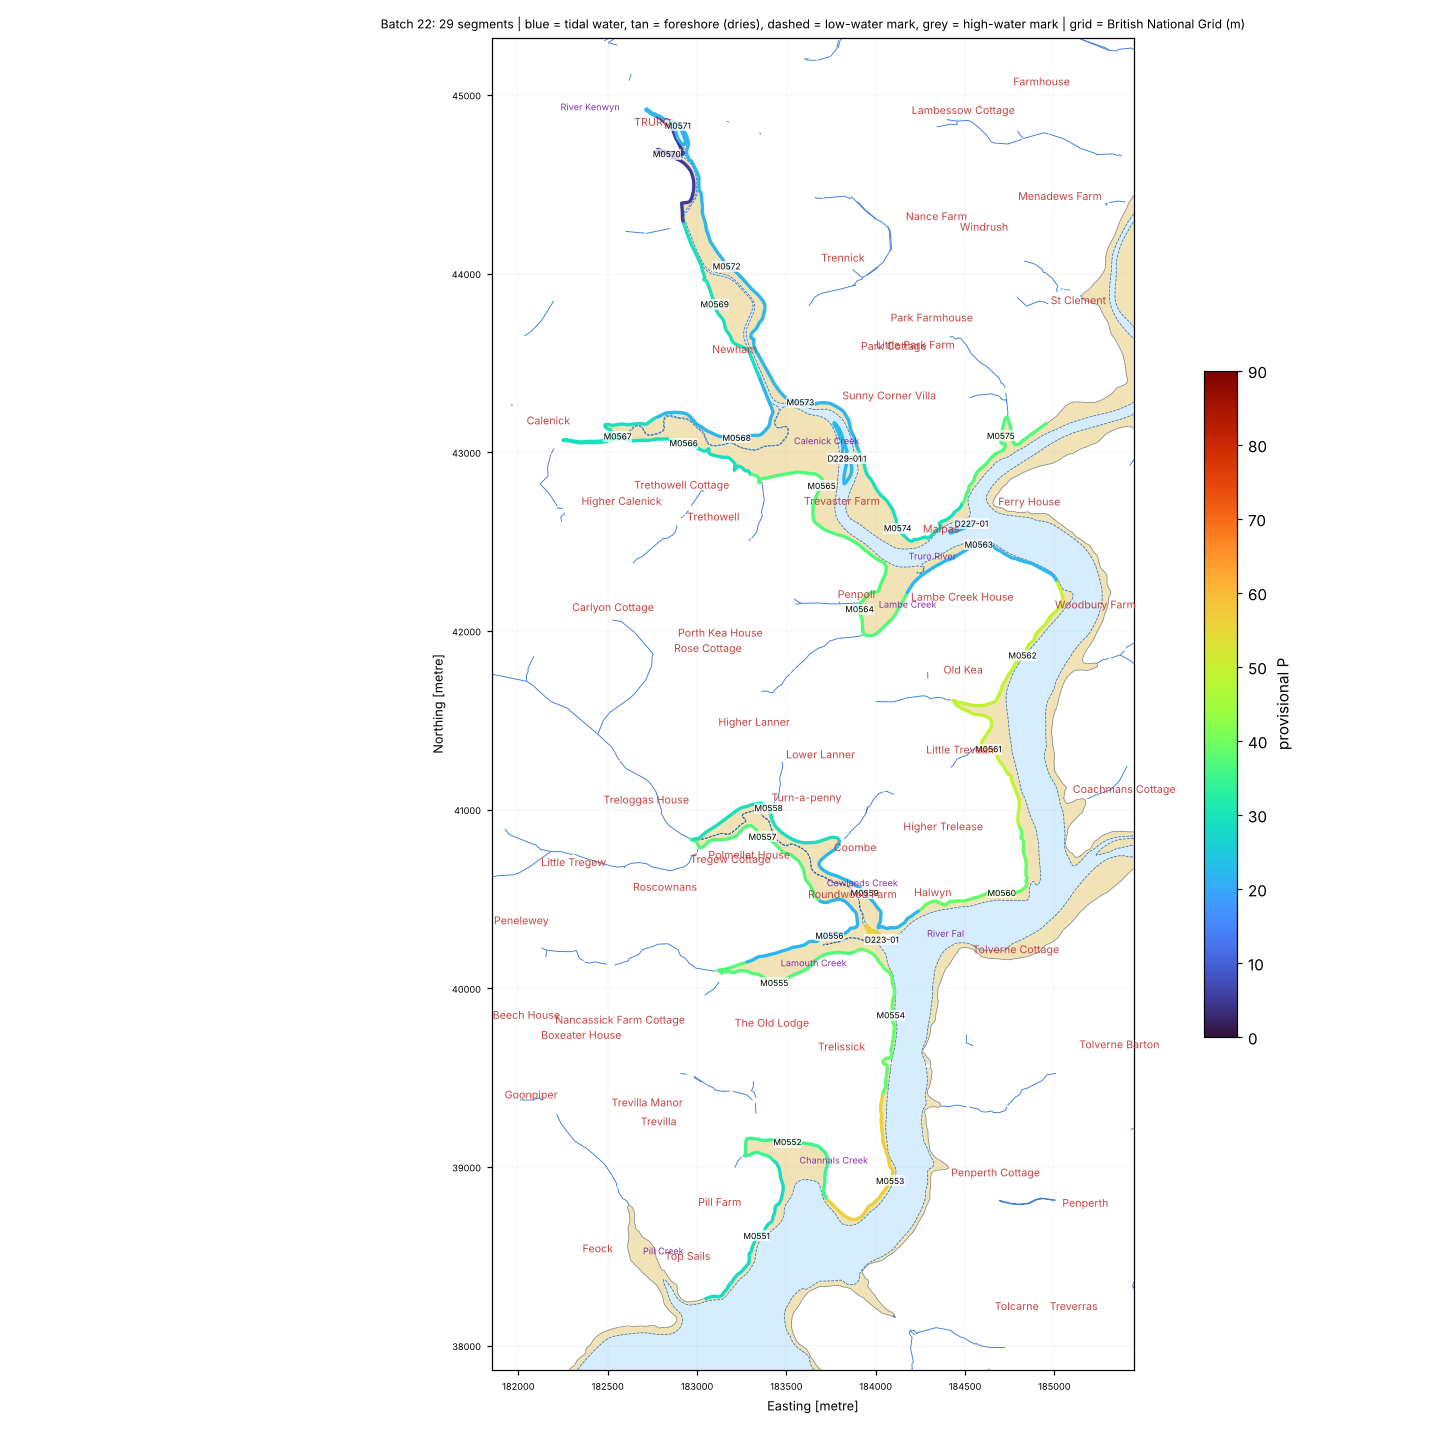 Batch 22: 29 segments | blue = tidal water, tan = foreshore (dries), dashed = low-water mark, grey = high-water mark | grid = British National Grid (m)
45000
44000
43000
42000
41000
40000
39000
38000
Northing [metre]
182000 182500 183000 183500 184000 184500 185000
Easting [metre]
90
80
70
60
50
40
30
20
10
0
provisional P
Farmhouse
River Kenwyn
Lambessow Cottage
M0571
M0570
Menadews Farm
Nance Farm
Windrush
Trennick
M0572
St Clement
M0569
Park Farmhouse
Newham
Park Cottage
Little Park Farm
Sunny Corner Villa
M0573
Calenick
M0567
M0566
M0568
Calenick Creek
M0575
D229-011
Trethowell Cottage
M0565
Higher Calenick
Trevaster Farm
Ferry House
Trethowell
M0574
Malpas
D227-01
M0563
Truro River
Penpoll
Lambe Creek House
Carlyon Cottage
M0564
Lambe Creek
Woodbury Farm
Porth Kea House
Rose Cottage
M0562
Old Kea
Higher Lanner
Lower Lanner
M0561
Coachmans Cottage
Treloggas House
Turn-a-penny
M0558
Higher Trelease
M0557
Coombe
Polmellet House
Tregew Cottage
Little Tregew
Roscownans
Cowlands Creek
Roundwood Farm
M0559
Halwyn
M0560
Penelewey
M0556
D223-01
River Fal
Tolverne Cottage
Lamouth Creek
M0555
Beech House
Nancassick Farm Cottage
The Old Lodge
M0554
Boxeater House
Trelissick
Tolverne Barton
Goonpiper
Trevilla Manor
Trevilla
M0552
Channals Creek
Penperth Cottage
M0553
Pill Farm
Penperth
M0551
Feock
Pill Creek
Top Sails
Tolcarne
Treverras